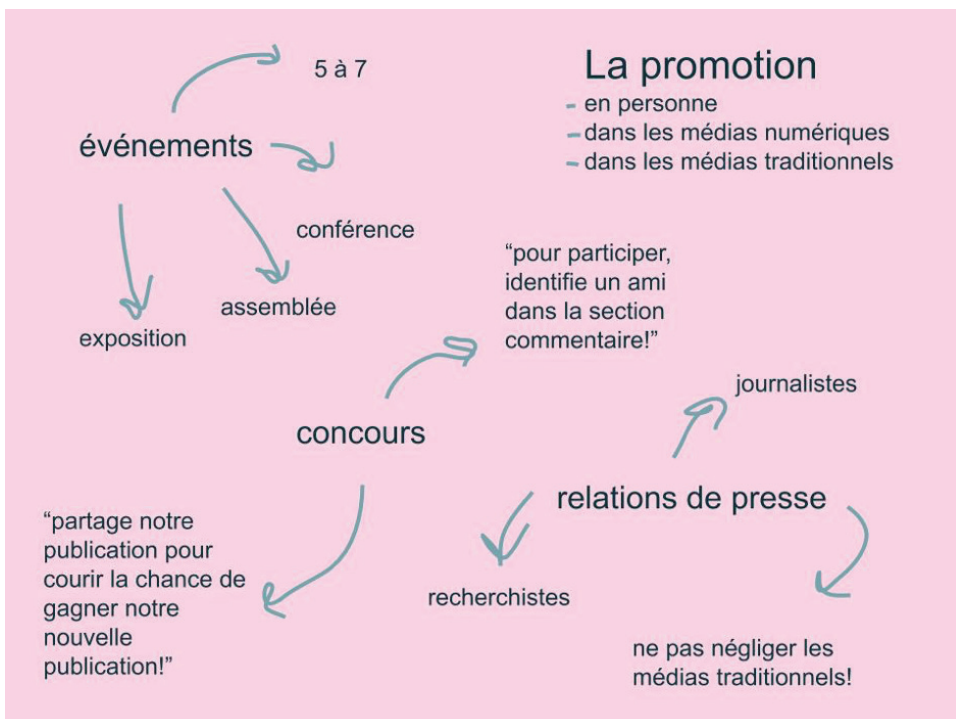 La promotion
- en personne
- dans les médias numériques
- dans les médias traditionnels
5 à 7
événements
conférence
assemblée
exposition
“pour participer,
identifie un ami
dans la section
commentaire!”
concours
“partage notre
publication pour
courir la chance de
gagner notre
nouvelle
publication!”
journalistes
relations de presse
recherchistes
ne pas négliger les
médias traditionnels!